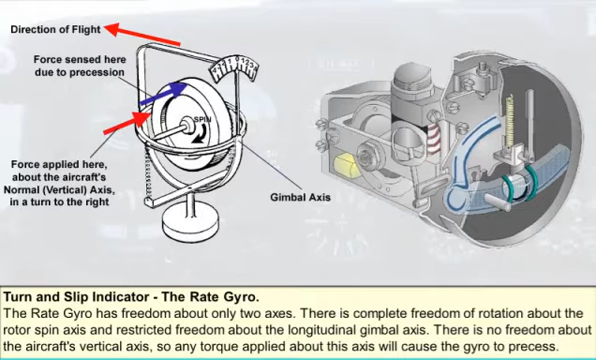 Direction of Flight
Force sensed here
due to precession
SPIN
Force applied here,
about the aircraft's
Normal (Vertical) Axis,
in a turn to the right
Gimbal Axis
Turn and Slip Indicator - The Rate Gyro.
The Rate Gyro has freedom about only two axes. There is complete freedom of rotation about the
rotor spin axis and restricted freedom about the longitudinal gimbal axis. There is no freedom about
the aircraft's vertical axis, so any torque applied about this axis will cause the gyro to precess.